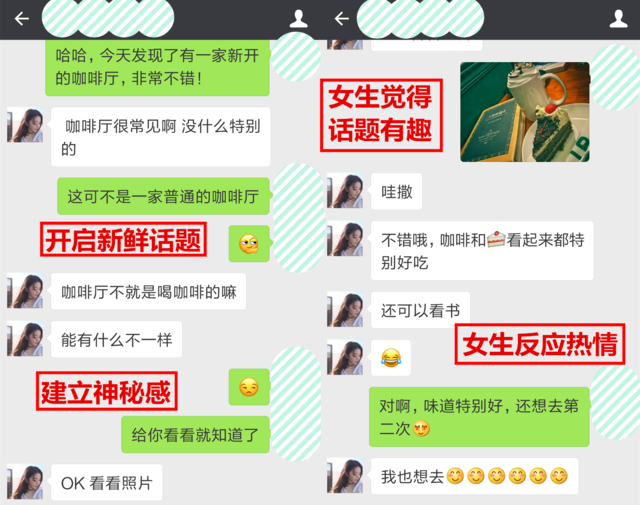 哈哈，今天发现了有一家新开
的咖啡厅，非常不错！
咖啡厅很常见啊 没什么特别
的
这可不是一家普通的咖啡厅
开启新鲜话题
咖啡厅不就是喝咖啡的嘛
能有什么不一样
建立神秘感
给你看看就知道了
OK 看看照片
女生觉得
话题有趣
哇撒
不错哦，咖啡和🍰看起来都特
别好吃
还可以看书
女生反应热情
对啊，味道特别好，还想去第
二次
我也想去😊😊😊😊😊😊